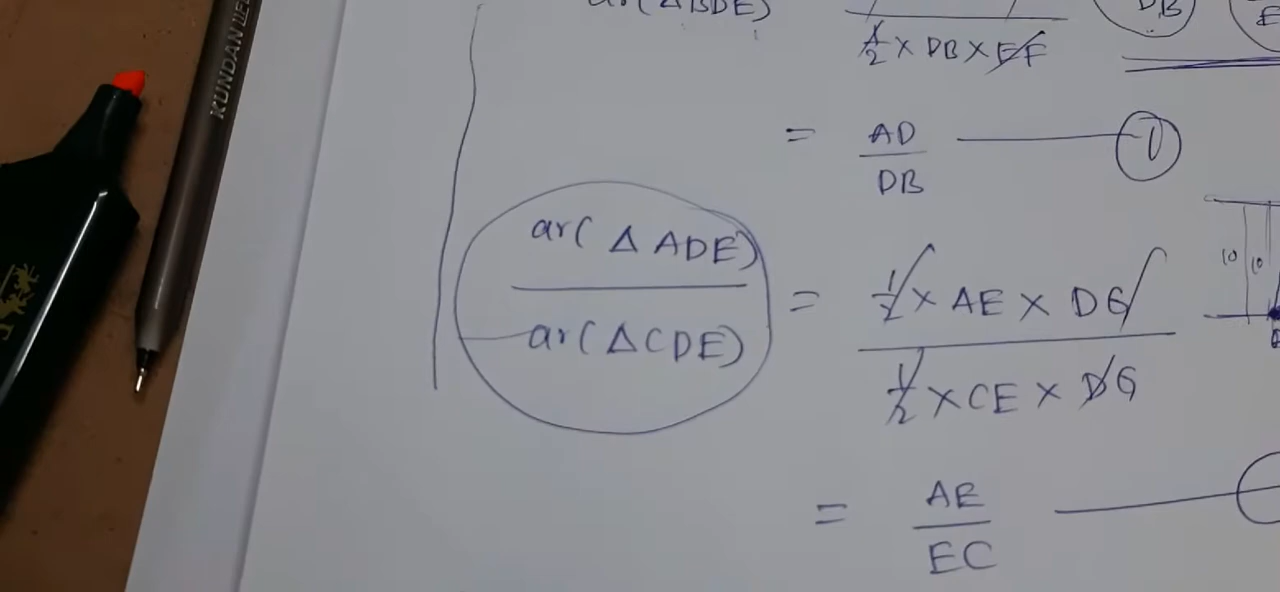 ar(ΔBDE)
DB
E
1/2 × DB × EF
= AD/DB ——— 1
ar(ΔADE)/ar(ΔCDE) = 1/2 × AE × DG / 1/2 × CE × DG
10 10
= AE/EC
KUNDAN